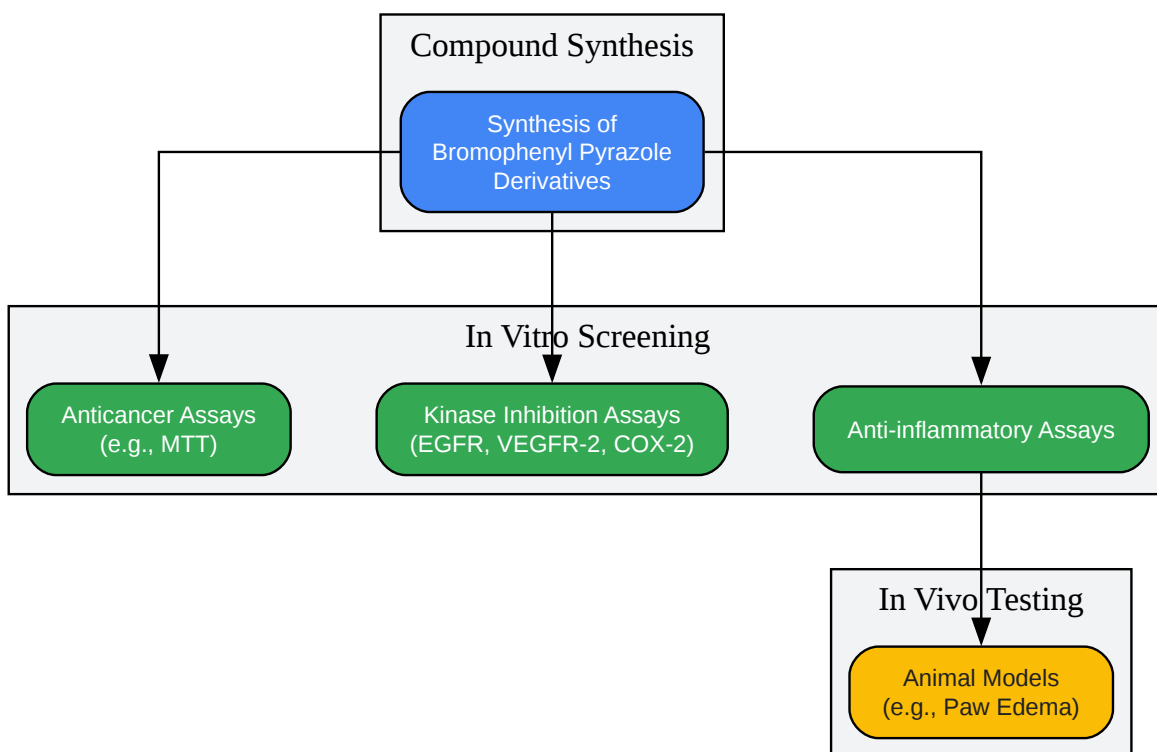 Compound Synthesis
Synthesis of
Bromophenyl Pyrazole
Derivatives
In Vitro Screening
Anticancer Assays
(e.g., MTT)
Kinase Inhibition Assays
(EGFR, VEGFR-2, COX-2)
Anti-inflammatory Assays
In Vivo Testing
Animal Models
(e.g., Paw Edema)